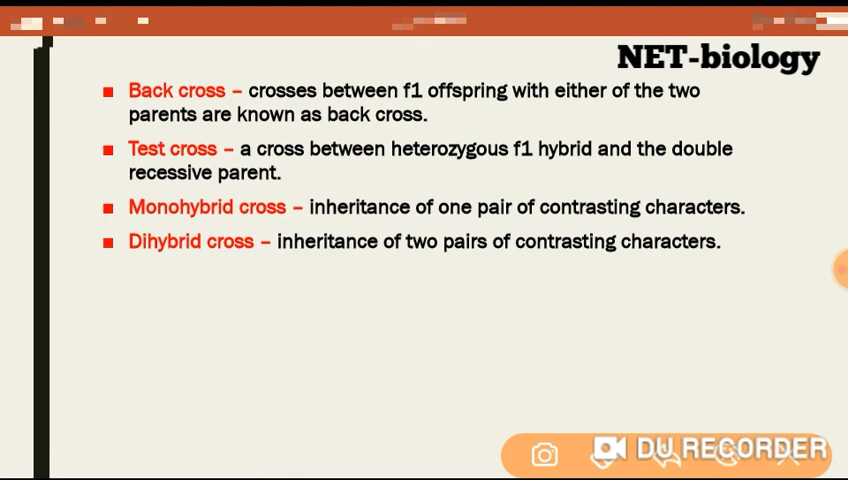 NET-biology
Back cross – crosses between f1 offspring with either of the two
parents are known as back cross.
Test cross – a cross between heterozygous f1 hybrid and the double
recessive parent.
Monohybrid cross – inheritance of one pair of contrasting characters.
Dihybrid cross – inheritance of two pairs of contrasting characters.
DU RECORDER